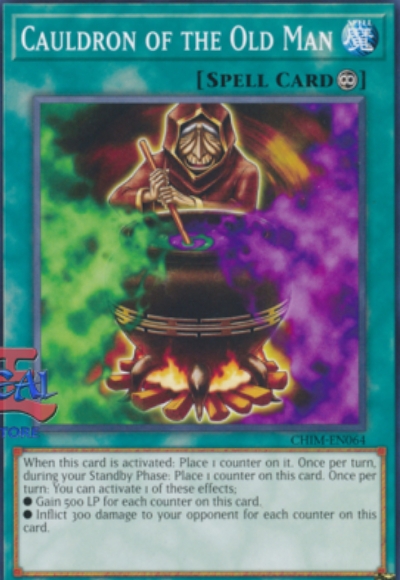 CAULDRON OF THE OLD MAN
SPELL
魔
[SPELL CARD]
CHIM-EN064
When this card is activated: Place 1 counter on it. Once per turn,
during your Standby Phase: Place 1 counter on this card. Once per
turn: You can activate 1 of these effects;
● Gain 500 LP for each counter on this card.
● Inflict 300 damage to your opponent for each counter on this
card.